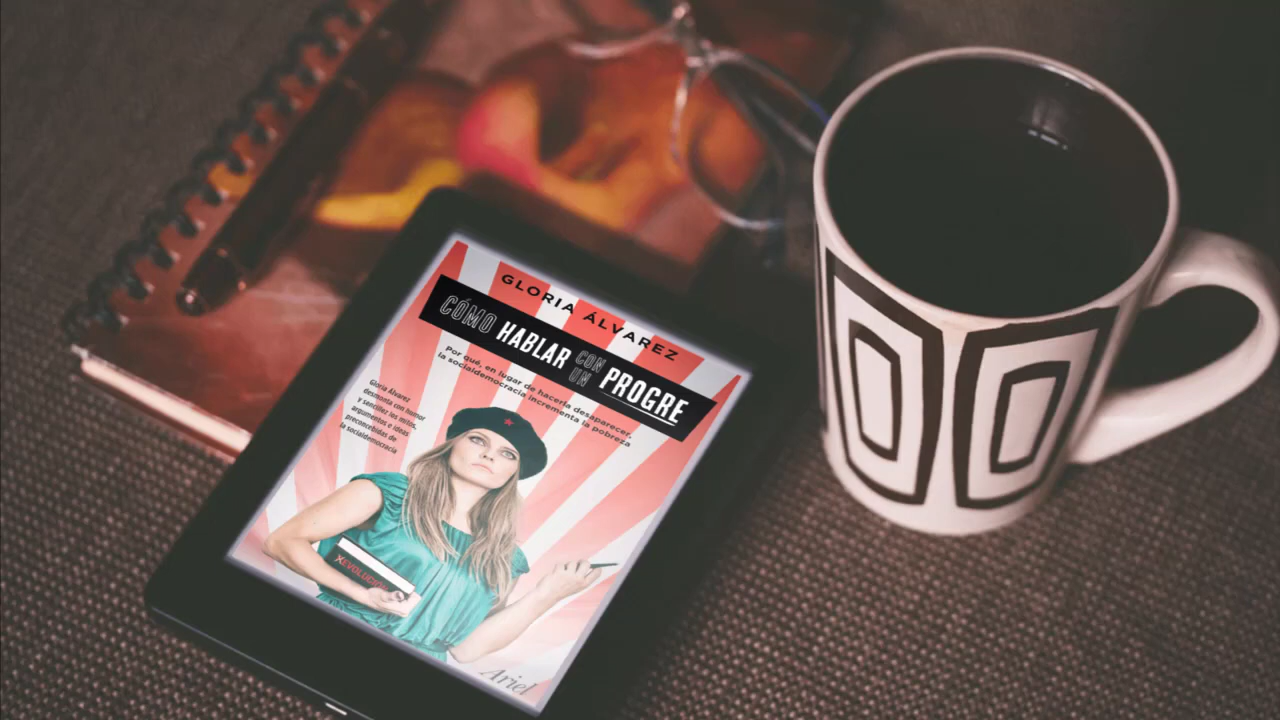 GLORIA ÁLVAREZ
CÓMO HABLAR CON UN PROGRE
Por qué, en lugar de hacerla desaparecer,
la socialdemocracia incrementa la pobreza
Gloria Álvarez
desmonta con humor
y sencillez los mitos,
argumentos e ideas
preconcebidas de
la socialdemocracia
XEVOLUCIÓN
Ariel